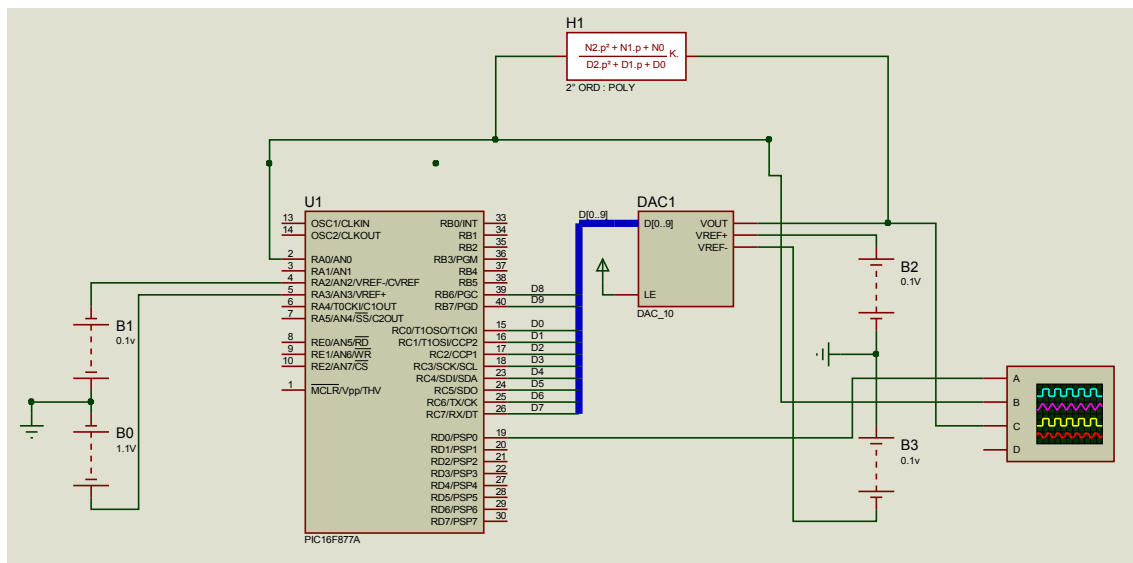 H1
N2.p² + N1.p + N0
K.
D2.p² + D1.p + D0
2° ORD : POLY
U1
13 OSC1/CLKIN RB0/INT 33
14 OSC2/CLKOUT RB1 34
RB2 35
2 RA0/AN0 RB3/PGM 36
3 RA1/AN1 RB4 37
4 RA2/AN2/VREF-/CVREF RB5 38
5 RA3/AN3/VREF+ RB6/PGC 39 D8
6 RA4/T0CKI/C1OUT RB7/PGD 40 D9
7 RA5/AN4/SS/C2OUT
RC0/T1OSO/T1CKI 15 D0
8 RE0/AN5/RD RC1/T1OSI/CCP2 16 D1
9 RE1/AN6/WR RC2/CCP1 17 D2
10 RE2/AN7/CS RC3/SCK/SCL 18 D3
RC4/SDI/SDA 23 D4
1 MCLR/Vpp/THV RC5/SDO 24 D5
RC6/TX/CK 25 D6
RC7/RX/DT 26 D7
RD0/PSP0 19
RD1/PSP1 20
RD2/PSP2 21
RD3/PSP3 22
RD4/PSP4 27
RD5/PSP5 28
RD6/PSP6 29
RD7/PSP7 30
PIC16F877A
D[0..9]
DAC1
D[0..9] VOUT
VREF+
VREF-
LE
DAC_10
B1
0.1v
B0
1.1V
B2
0.1V
B3
0.1v
A
B
C
D